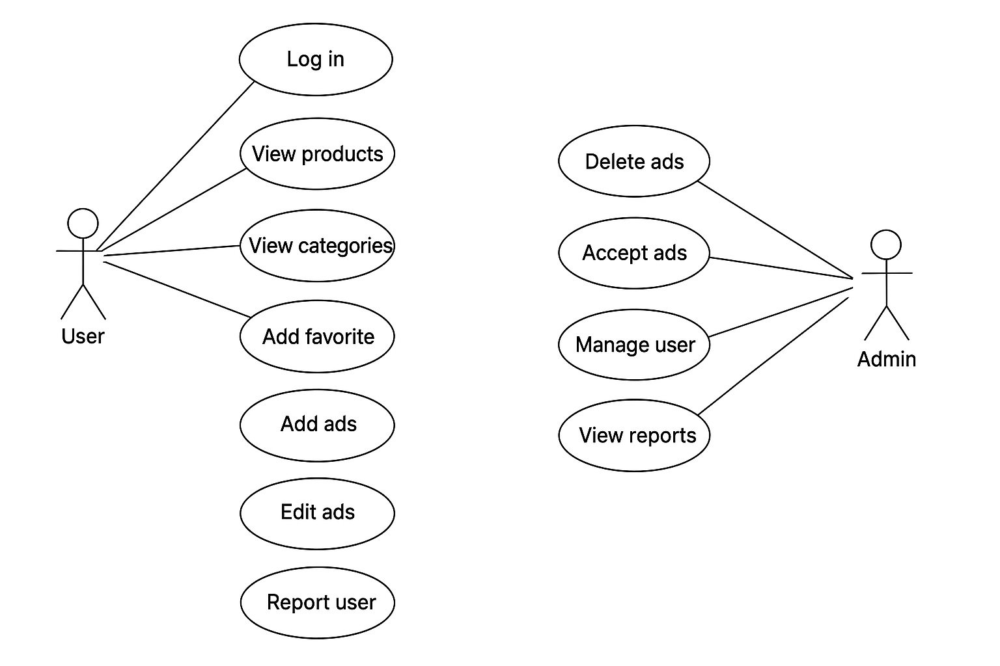 Log in
View products
View categories
Add favorite
Add ads
Edit ads
Report user
User
Delete ads
Accept ads
Manage user
View reports
Admin